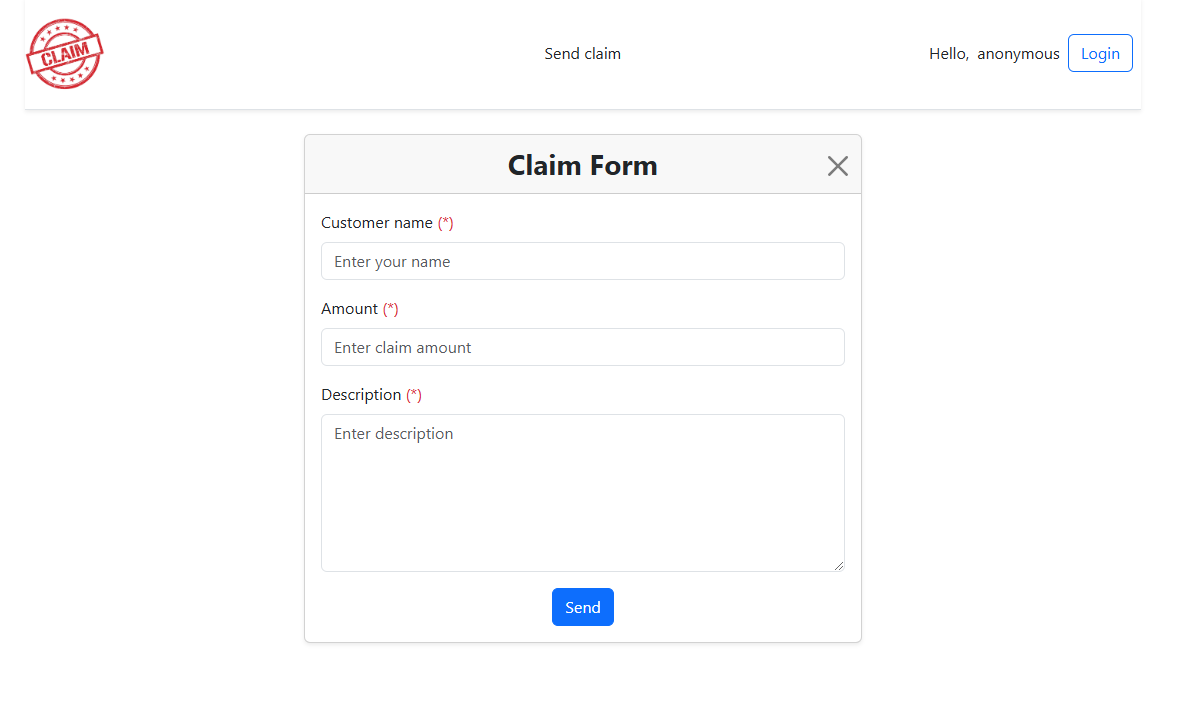 CLAIM
Send claim
Hello, anonymous
Login
Claim Form
Customer name (*)
Enter your name
Amount (*)
Enter claim amount
Description (*)
Enter description
Send